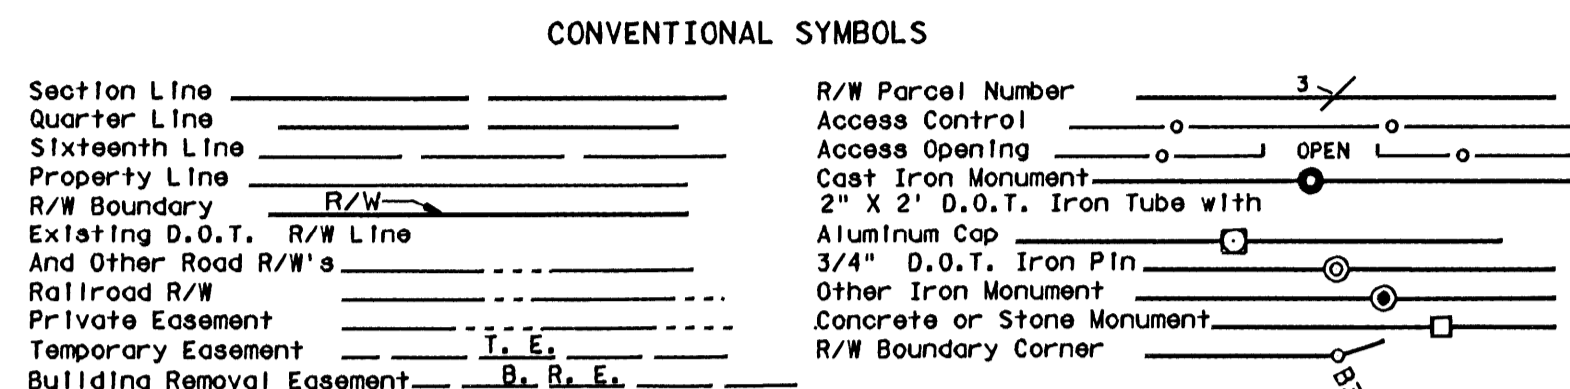 CONVENTIONAL SYMBOLS
Section Line
Quarter Line
Sixteenth Line
Property Line
R/W Boundary R/W
Existing D.O.T. R/W Line
And Other Road R/W's
Railroad R/W
Private Easement
Temporary Easement T. E.
Building Removal Easement B. R. E.
R/W Parcel Number 3
Access Control
Access Opening OPEN
Cast Iron Monument
2" X 2' D.O.T. Iron Tube with
Aluminum Cap
3/4" D.O.T. Iron Pin
Other Iron Monument
Concrete or Stone Monument
R/W Boundary Corner